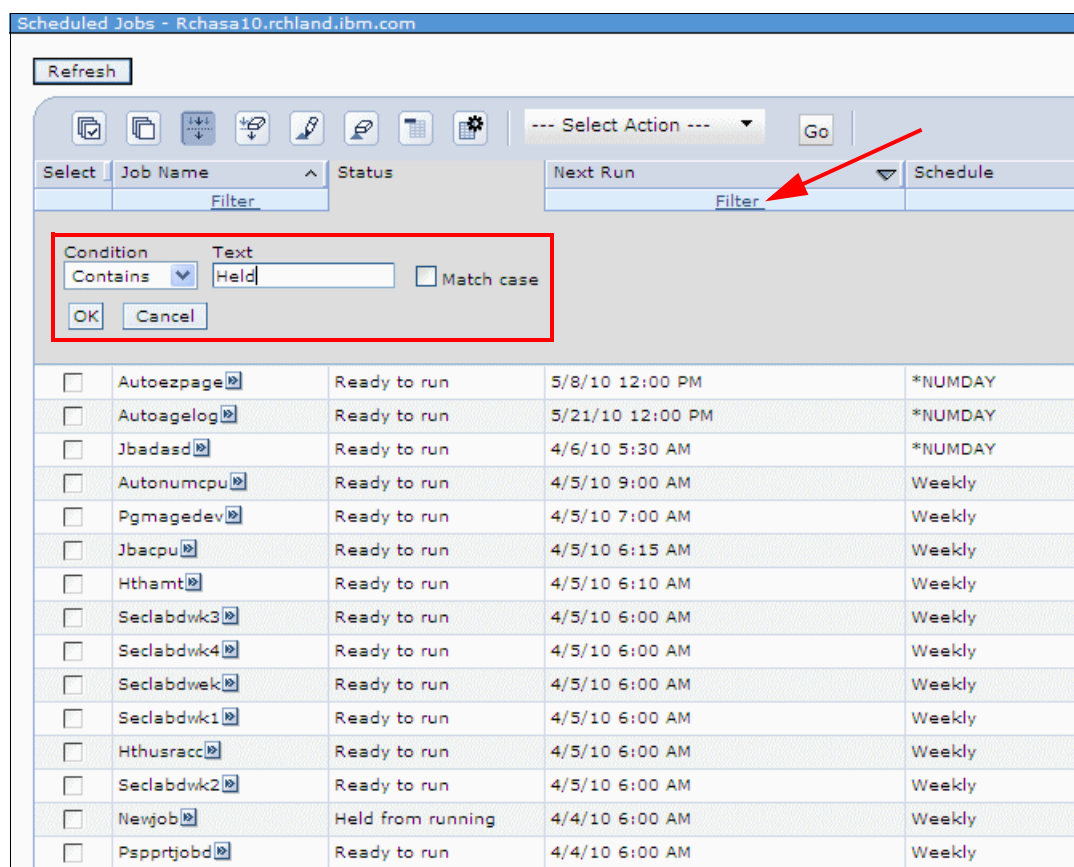 Scheduled Jobs - Rchasa10.rchland.ibm.com
Refresh
--- Select Action --- Go
Select Job Name Status Next Run Schedule
Filter Filter
Condition Text
Contains Held Match case
OK Cancel
Autoezpage Ready to run 5/8/10 12:00 PM *NUMDAY
Autoagelog Ready to run 5/21/10 12:00 PM *NUMDAY
Jbadasd Ready to run 4/6/10 5:30 AM *NUMDAY
Autonumcpu Ready to run 4/5/10 9:00 AM Weekly
Pgmagedev Ready to run 4/5/10 7:00 AM Weekly
Jbacpu Ready to run 4/5/10 6:15 AM Weekly
Hthamt Ready to run 4/5/10 6:10 AM Weekly
Seclabdwk3 Ready to run 4/5/10 6:00 AM Weekly
Seclabdwk4 Ready to run 4/5/10 6:00 AM Weekly
Seclabdwek Ready to run 4/5/10 6:00 AM Weekly
Seclabdwk1 Ready to run 4/5/10 6:00 AM Weekly
Hthusracc Ready to run 4/5/10 6:00 AM Weekly
Seclabdwk2 Ready to run 4/5/10 6:00 AM Weekly
Newjob Held from running 4/4/10 6:00 AM Weekly
Pspprtjobd Ready to run 4/4/10 6:00 AM Weekly